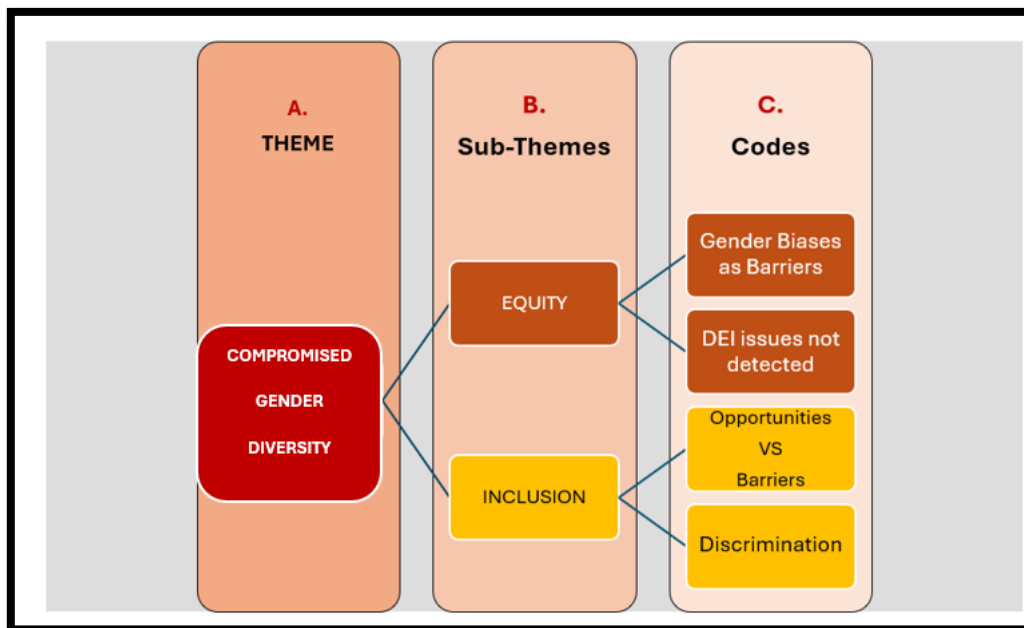 A.
THEME
B.
Sub-Themes
C.
Codes
COMPROMISED
GENDER
DIVERSITY
EQUITY
INCLUSION
Gender Biases
as Barriers
DEI issues not
detected
Opportunities
VS
Barriers
Discrimination